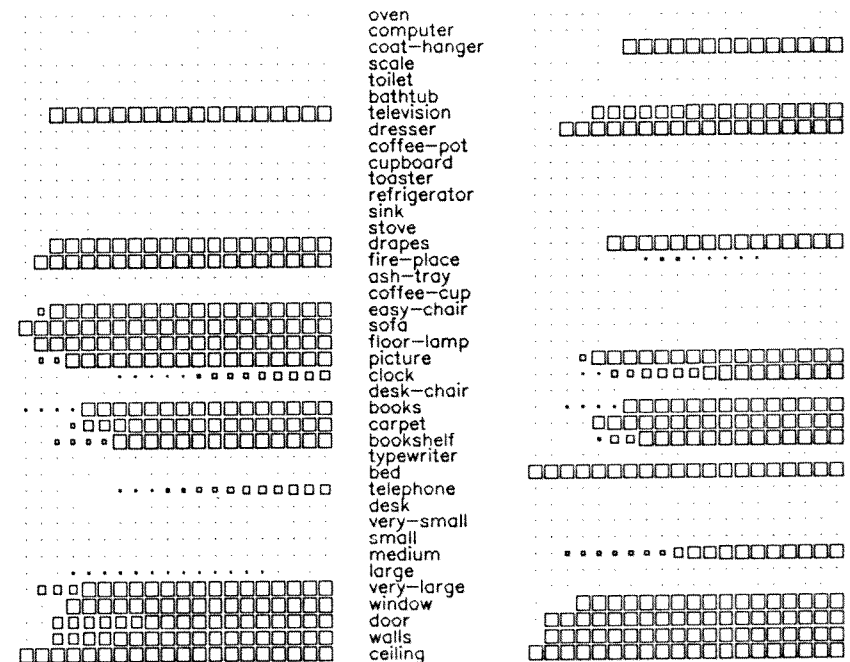 oven
computer
coat-hanger
scale
toilet
bathtub
television
dresser
coffee-pot
cupboard
toaster
refrigerator
sink
stove
drapes
fire-place
ash-tray
coffee-cup
easy-chair
sofa
floor-lamp
picture
clock
desk-chair
books
carpet
bookshelf
typewriter
bed
telephone
desk
very-small
small
medium
large
very-large
window
door
walls
ceiling